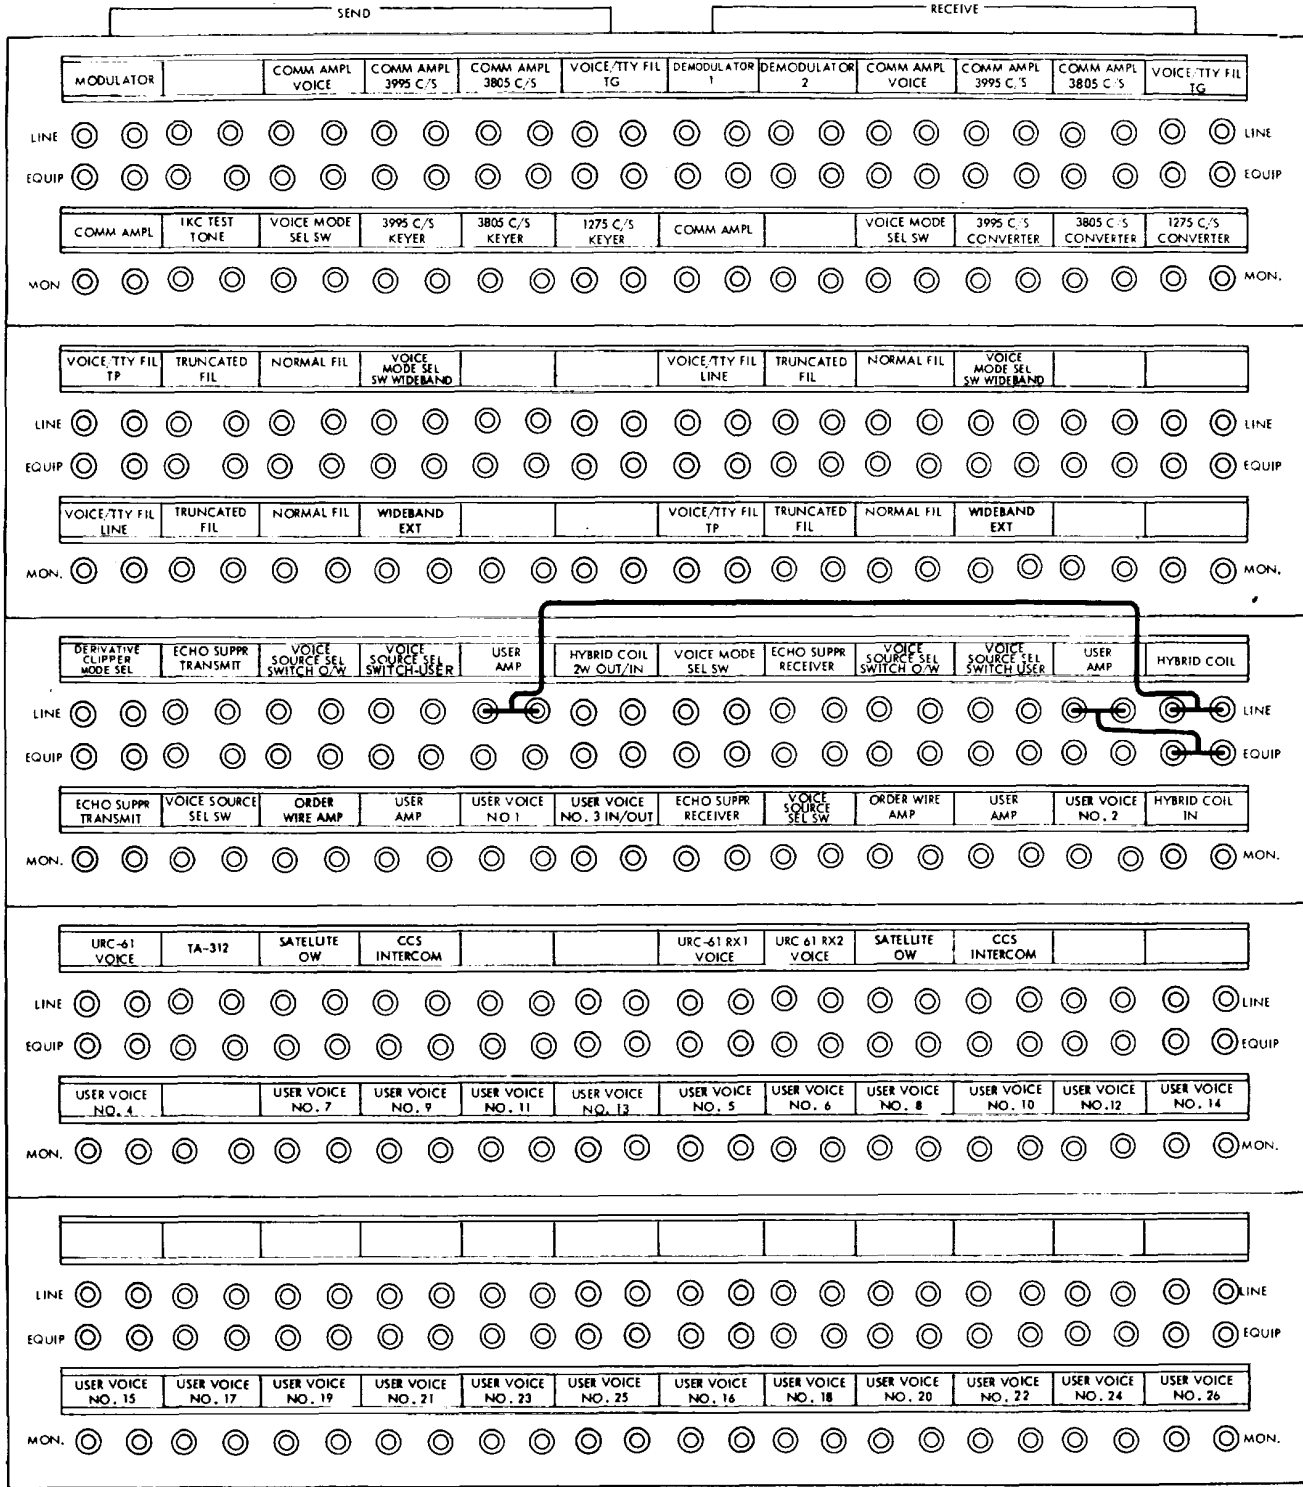 SEND RECEIVE
MODULATOR COMM AMPL VOICE COMM AMPL 3995 C/S COMM AMPL 3805 C/S VOICE/TTY FIL TG DEMODULATOR 1 DEMODULATOR 2 COMM AMPL VOICE COMM AMPL 3995 C/S COMM AMPL 3805 C/S VOICE/TTY FIL TG
LINE LINE
EQUIP EQUIP
COMM AMPL 1KC TEST TONE VOICE MODE SEL SW 3995 C/S KEYER 3805 C/S KEYER 1275 C/S KEYER COMM AMPL VOICE MODE SEL SW 3995 C/S CONVERTER 3805 C/S CONVERTER 1275 C/S CONVERTER
MON MON.
VOICE/TTY FIL TP TRUNCATED FIL NORMAL FIL VOICE MODE SEL SW WIDEBAND VOICE/TTY FIL LINE TRUNCATED FIL NORMAL FIL VOICE MODE SEL SW WIDEBAND
LINE LINE
EQUIP EQUIP
VOICE/TTY FIL LINE TRUNCATED FIL NORMAL FIL WIDEBAND EXT VOICE/TTY FIL TP TRUNCATED FIL NORMAL FIL WIDEBAND EXT
MON. MON.
DERIVATIVE CLIPPER MODE SEL ECHO SUPPR TRANSMIT VOICE SOURCE SEL SWITCH O/W VOICE SOURCE SEL SWITCH-USER USER AMP HYBRID COIL 2W OUT/IN VOICE MODE SEL SW ECHO SUPPR RECEIVER VOICE SOURCE SEL SWITCH O/W VOICE SOURCE SEL SWITCH-USER USER AMP HYBRID COIL
LINE LINE
EQUIP EQUIP
ECHO SUPPR TRANSMIT VOICE SOURCE SEL SW ORDER WIRE AMP USER AMP USER VOICE NO 1 USER VOICE NO. 3 IN/OUT ECHO SUPPR RECEIVER VOICE SOURCE SEL SW ORDER WIRE AMP USER AMP USER VOICE NO. 2 HYBRID COIL IN
MON. MON.
URC-61 VOICE TA-312 SATELLITE OW CCS INTERCOM URC-61 RX1 VOICE URC 61 RX2 VOICE SATELLITE OW CCS INTERCOM
LINE LINE
EQUIP EQUIP
USER VOICE NO. 4 USER VOICE NO. 7 USER VOICE NO. 9 USER VOICE NO. 11 USER VOICE NO. 13 USER VOICE NO. 5 USER VOICE NO. 6 USER VOICE NO. 8 USER VOICE NO. 10 USER VOICE NO. 12 USER VOICE NO. 14
MON. MON.
LINE LINE
EQUIP EQUIP
USER VOICE NO. 15 USER VOICE NO. 17 USER VOICE NO. 19 USER VOICE NO. 21 USER VOICE NO. 23 USER VOICE NO. 25 USER VOICE NO. 16 USER VOICE NO. 18 USER VOICE NO. 20 USER VOICE NO. 22 USER VOICE NO. 24 USER VOICE NO. 26
MON. MON.